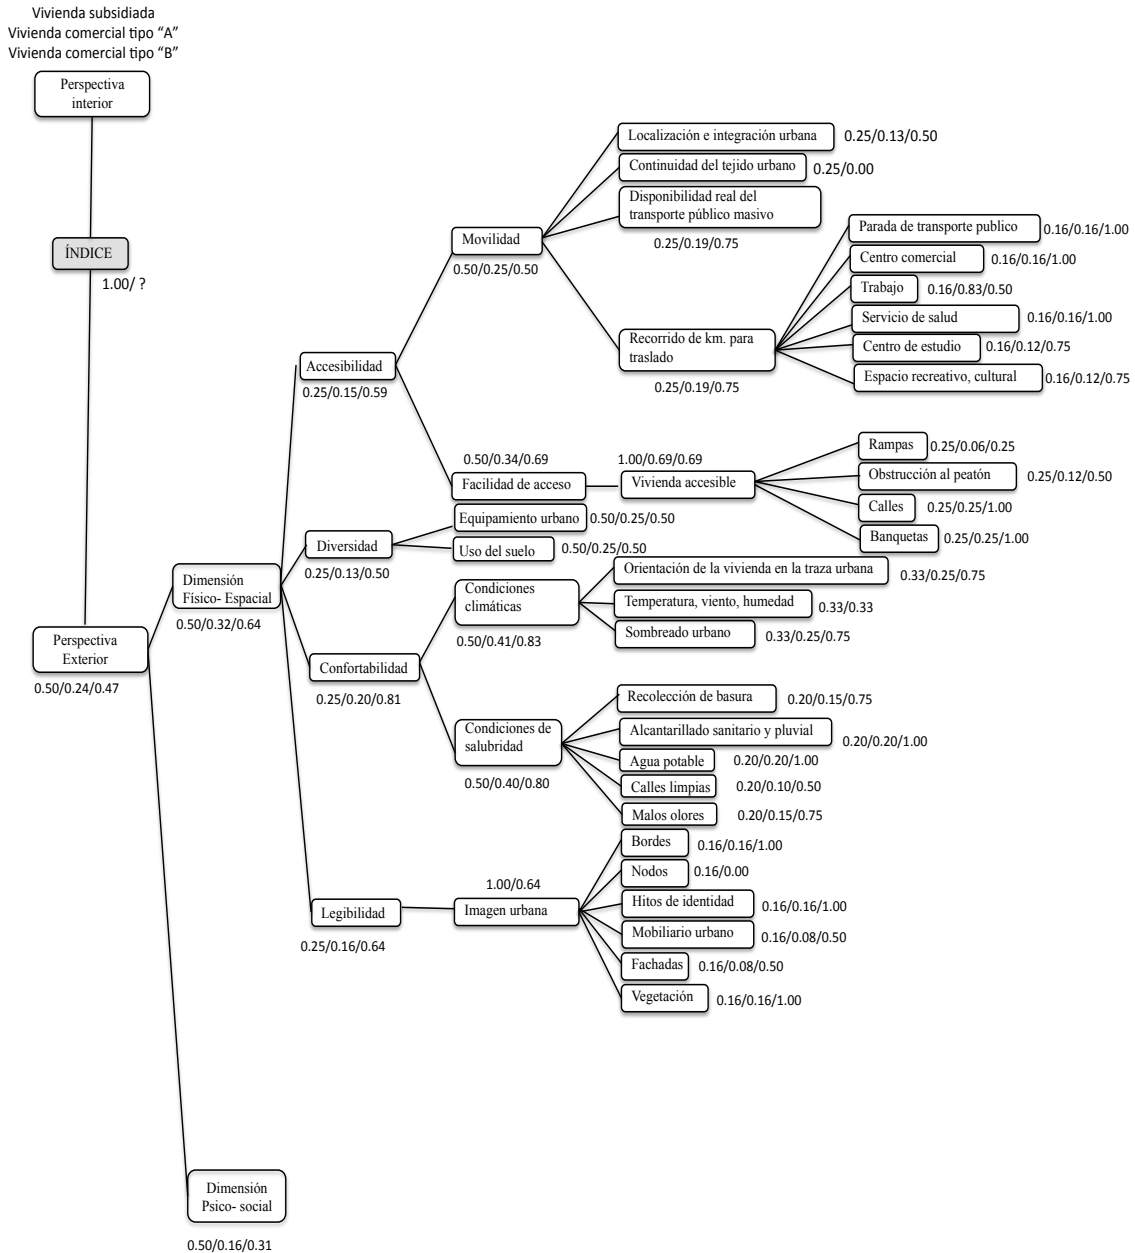 Vivienda subsidiada
Vivienda comercial tipo “A”
Vivienda comercial tipo “B”
Perspectiva
interior
ÍNDICE
1.00/ ?
Perspectiva
Exterior
0.50/0.24/0.47
Dimensión
Físico- Espacial
0.50/0.32/0.64
Dimensión
Psico- social
0.50/0.16/0.31
Accesibilidad
0.25/0.15/0.59
Movilidad
0.50/0.25/0.50
Localización e integración urbana
0.25/0.13/0.50
Continuidad del tejido urbano
0.25/0.00
Disponibilidad real del
transporte público masivo
0.25/0.19/0.75
Recorrido de km. para
traslado
0.25/0.19/0.75
Parada de transporte publico
0.16/0.16/1.00
Centro comercial
0.16/0.16/1.00
Trabajo
0.16/0.83/0.50
Servicio de salud
0.16/0.16/1.00
Centro de estudio
0.16/0.12/0.75
Espacio recreativo, cultural
0.16/0.12/0.75
0.50/0.34/0.69
Facilidad de acceso
1.00/0.69/0.69
Vivienda accesible
Rampas
0.25/0.06/0.25
Obstrucción al peatón
0.25/0.12/0.50
Calles
0.25/0.25/1.00
Banquetas
0.25/0.25/1.00
Diversidad
0.25/0.13/0.50
Equipamiento urbano
0.50/0.25/0.50
Uso del suelo
0.50/0.25/0.50
Confortabilidad
0.25/0.20/0.81
Condiciones
climáticas
0.50/0.41/0.83
Orientación de la vivienda en la traza urbana
0.33/0.25/0.75
Temperatura, viento, humedad
0.33/0.33
Sombreado urbano
0.33/0.25/0.75
Condiciones de
salubridad
0.50/0.40/0.80
Recolección de basura
0.20/0.15/0.75
Alcantarillado sanitario y pluvial
0.20/0.20/1.00
Agua potable
0.20/0.20/1.00
Calles limpias
0.20/0.10/0.50
Malos olores
0.20/0.15/0.75
Legibilidad
0.25/0.16/0.64
1.00/0.64
Imagen urbana
Bordes
0.16/0.16/1.00
Nodos
0.16/0.00
Hitos de identidad
0.16/0.16/1.00
Mobiliario urbano
0.16/0.08/0.50
Fachadas
0.16/0.08/0.50
Vegetación
0.16/0.16/1.00